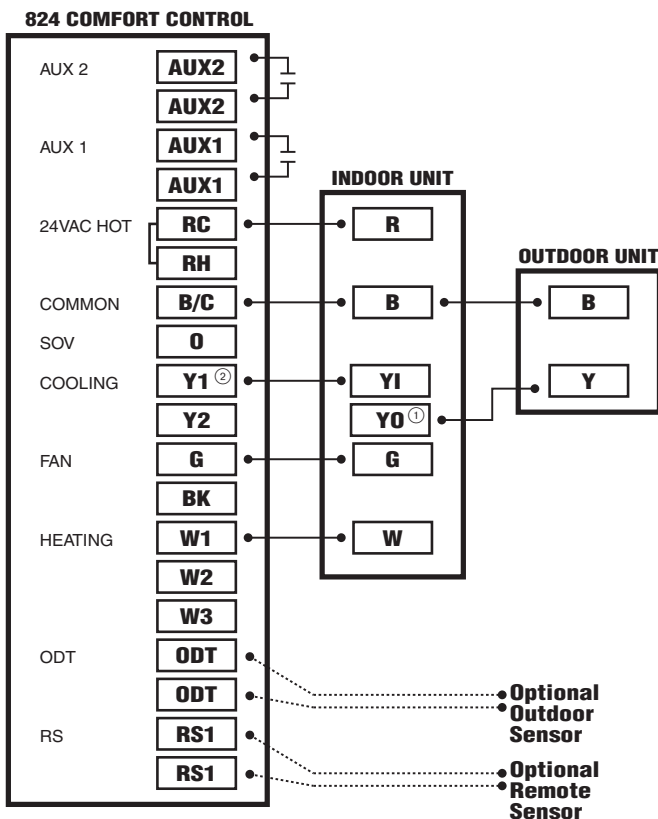 824 COMFORT CONTROL
AUX 2 AUX2
AUX2
AUX 1 AUX1
AUX1
INDOOR UNIT
24VAC HOT RC R
RH
OUTDOOR UNIT
COMMON B/C B B
SOV O
COOLING Y1 ② YI Y
Y2 YO ①
FAN G G
BK
HEATING W1 W
W2
W3
ODT ODT
ODT
Optional
Outdoor
Sensor
RS RS1
RS1
Optional
Remote
Sensor